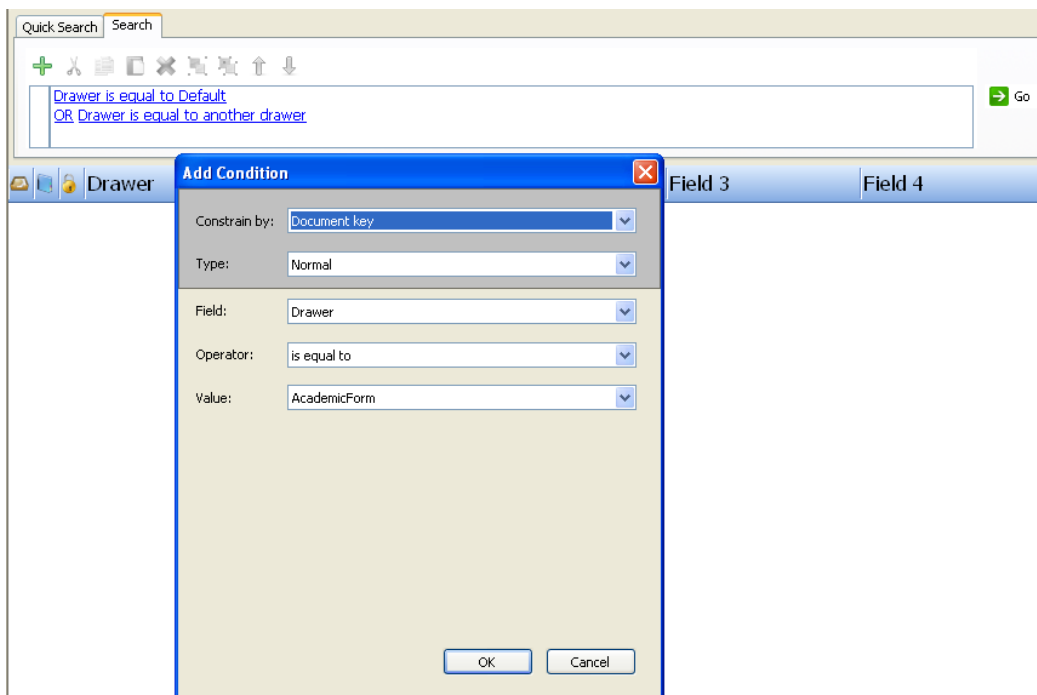 Quick Search Search
Drawer is equal to Default
OR Drawer is equal to another drawer
Go
Drawer Field 3 Field 4
Add Condition
Constrain by: Document key
Type: Normal
Field: Drawer
Operator: is equal to
Value: AcademicForm
OK Cancel